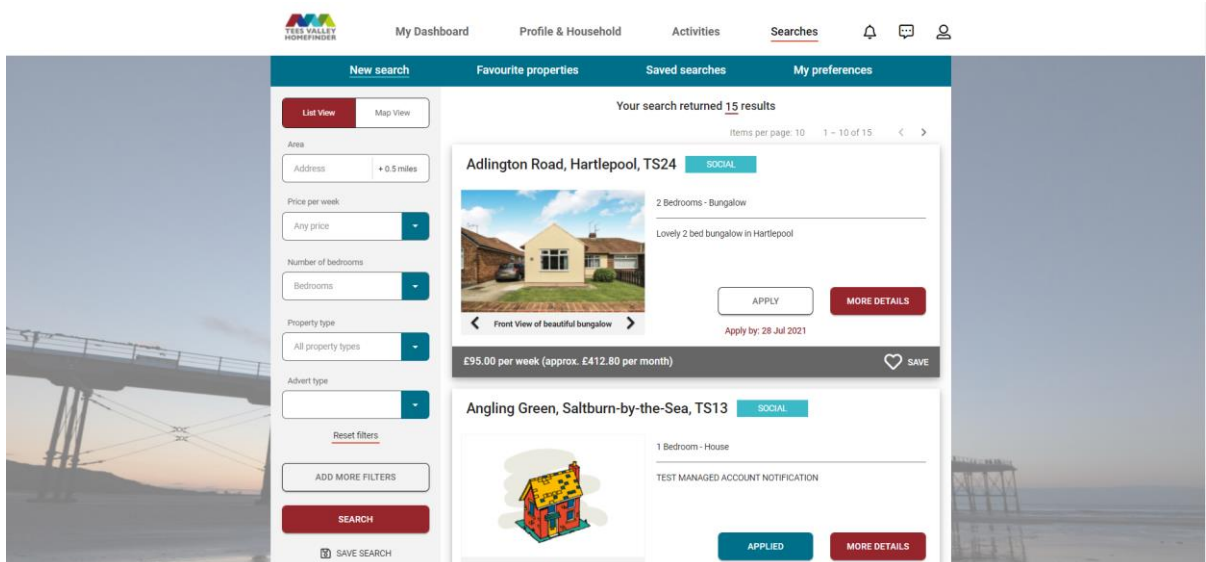 TEES VALLEY
HOMEFINDER
My Dashboard
Profile & Household
Activities
Searches
New search
Favourite properties
Saved searches
My preferences
List View
Map View
Area
Address
+ 0.5 miles
Price per week
Any price
Number of bedrooms
Bedrooms
Property type
All property types
Advert type
Reset filters
ADD MORE FILTERS
SEARCH
SAVE SEARCH
Your search returned 15 results
Items per page: 10 1 – 10 of 15
Adlington Road, Hartlepool, TS24 SOCIAL
2 Bedrooms - Bungalow
Lovely 2 bed bungalow in Hartlepool
Front View of beautiful bungalow
APPLY
MORE DETAILS
Apply by: 28 Jul 2021
£95.00 per week (approx. £412.80 per month)
SAVE
Angling Green, Saltburn-by-the-Sea, TS13 SOCIAL
1 Bedroom - House
TEST MANAGED ACCOUNT NOTIFICATION
APPLIED
MORE DETAILS